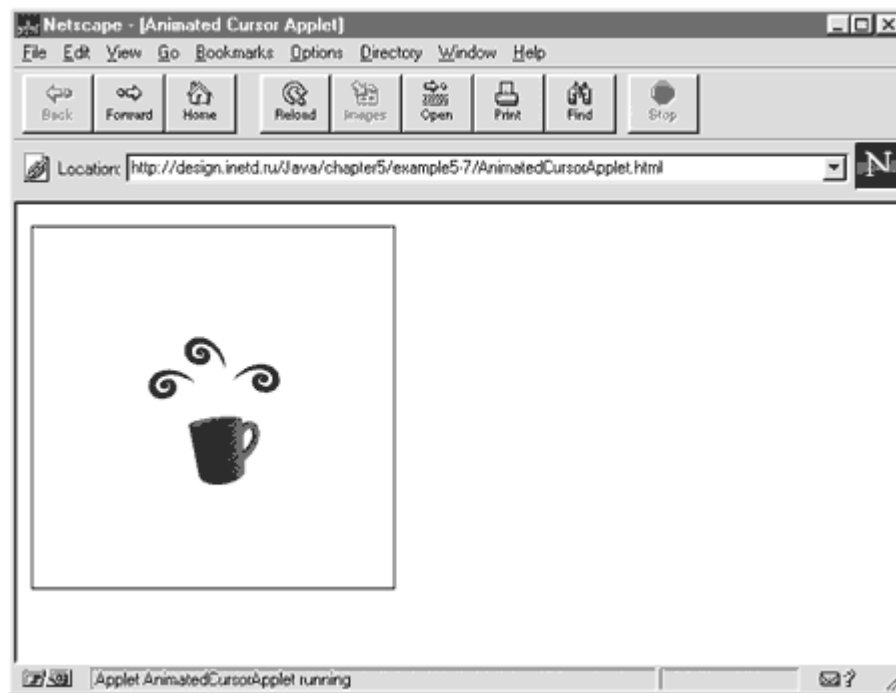 Netscape - [Animated Cursor Applet]
File Edit View Go Bookmarks Options Directory Window Help
Back Forward Home Reload Images Open Print Find Stop
Location: http://design.inetd.ru/Java/chapter5/example5-7/AnimatedCursorApplet.html
N
Applet AnimatedCursorApplet running